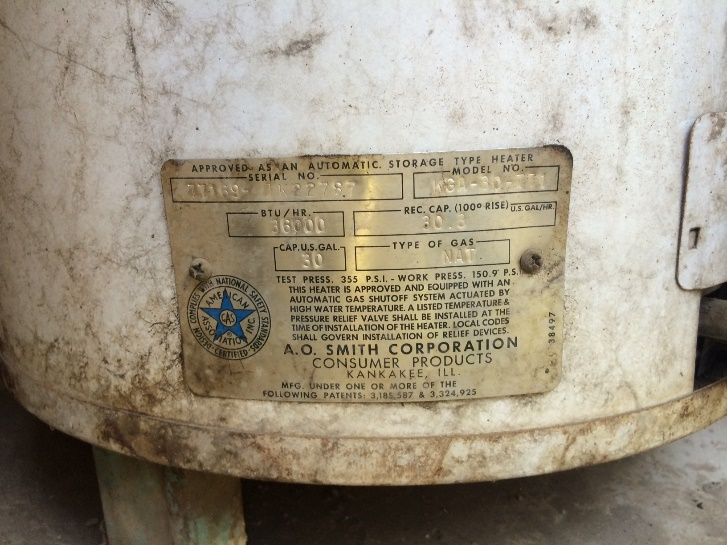 APPROVED AS AN AUTOMATIC STORAGE TYPE HEATER
SERIAL NO. MODEL NO.
BTU/HR. REC. CAP. (100° RISE) U.S. GAL/HR.
36000 30.3
CAP. U.S. GAL. TYPE OF GAS
30 NAT
TEST PRESS. 355 P.S.I. - WORK PRESS. 150.9 P.S.
THIS HEATER IS APPROVED AND EQUIPPED WITH AN
AUTOMATIC GAS SHUTOFF SYSTEM ACTUATED BY
HIGH WATER TEMPERATURE. A LISTED TEMPERATURE &
PRESSURE RELIEF VALVE SHALL BE INSTALLED AT THE
TIME OF INSTALLATION OF THE HEATER. LOCAL CODES
SHALL GOVERN INSTALLATION OF RELIEF DEVICES.
A.O. SMITH CORPORATION
CONSUMER PRODUCTS
KANKAKEE, ILL.
MFG. UNDER ONE OR MORE OF THE
FOLLOWING PATENTS: 3,185,587 & 3,324,925
DESIGN CERTIFIED. COMPLIES WITH NATIONAL SAFETY STANDARDS.
AMERICAN GAS ASSOCIATION INC.
38497